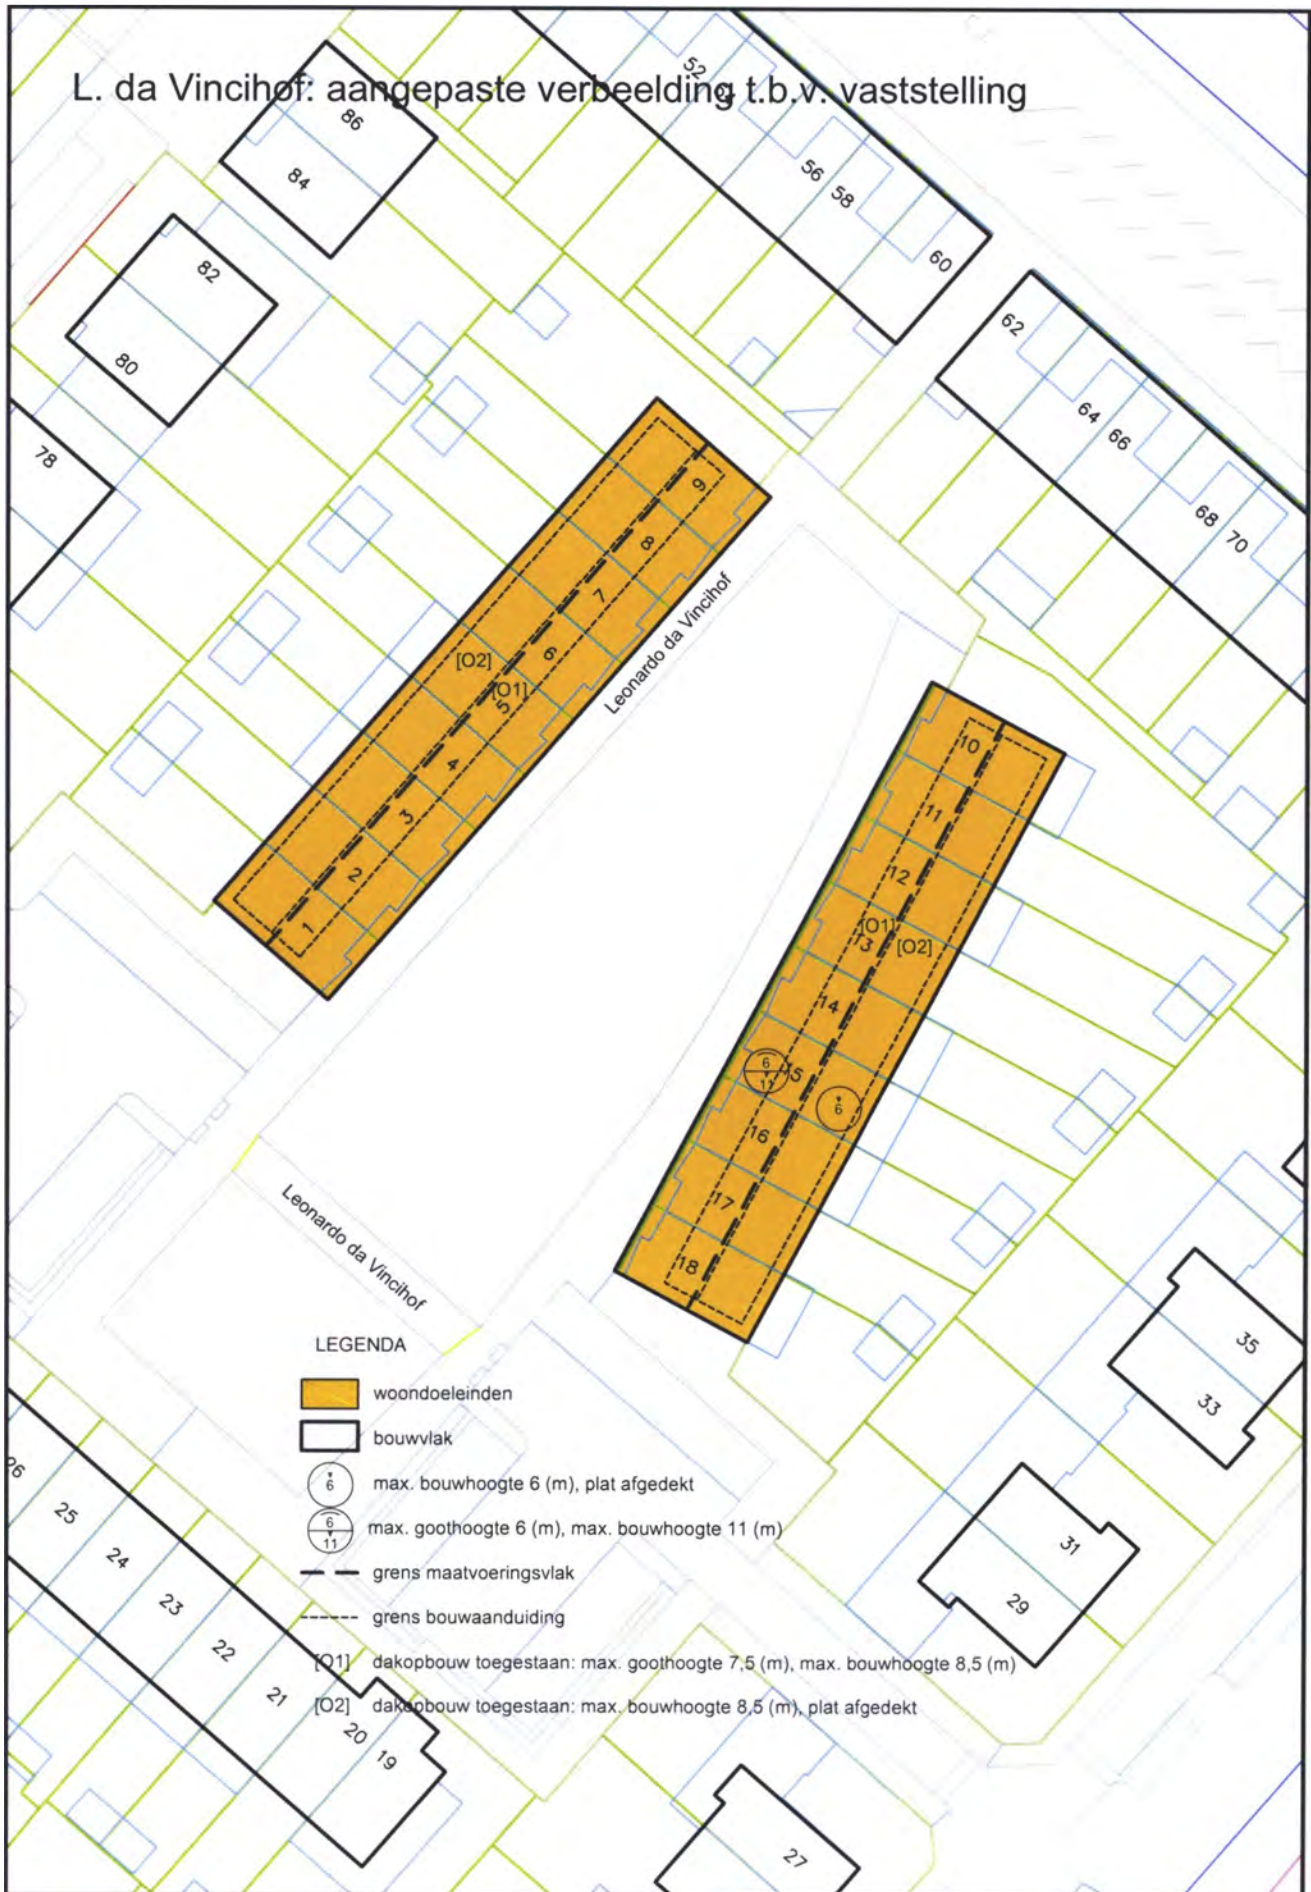 L. da Vincihof: aangepaste verbeelding t.b.v. vaststelling
52
86
84
56 58
60
82
80
62
64 66
68 70
78
9
8
7
6
[O2]
[O1]
5
4
3
2
1
Leonardo da Vincihof
10
11
12
[O1]
13
[O2]
14
6
11
15
6
16
17
18
Leonardo da Vincihof
35
33
31
29
27
26
25
24
23
22
21
20
19
LEGENDA
woondoeleinden
bouwvlak
6 max. bouwhoogte 6 (m), plat afgedekt
6
11 max. goothoogte 6 (m), max. bouwhoogte 11 (m)
grens maatvoeringsvlak
grens bouwaanduiding
[O1] dakopbouw toegestaan: max. goothoogte 7,5 (m), max. bouwhoogte 8,5 (m)
[O2] dakopbouw toegestaan: max. bouwhoogte 8,5 (m), plat afgedekt